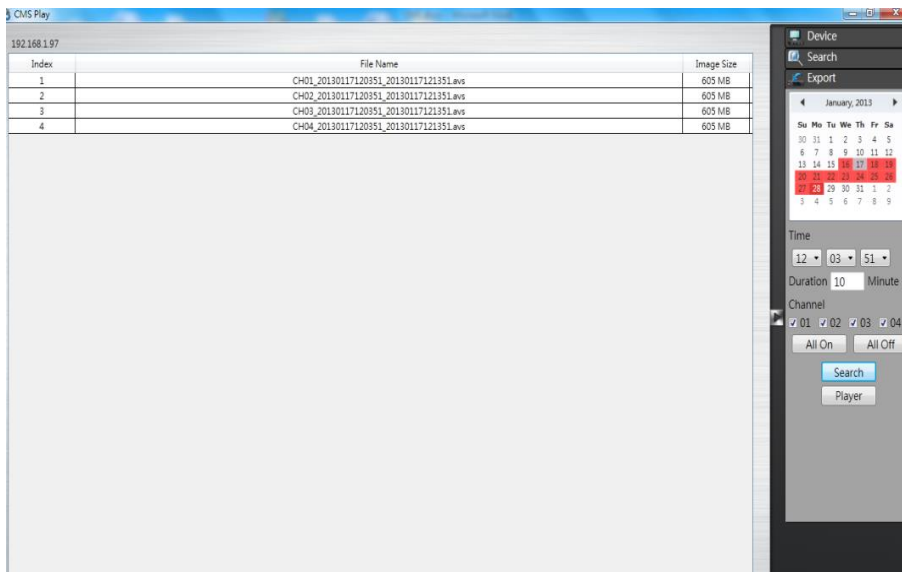 CMS Play
192.168.1.97
Index File Name Image Size
1 CH01_20130117120351_20130117121351.avs 605 MB
2 CH02_20130117120351_20130117121351.avs 605 MB
3 CH03_20130117120351_20130117121351.avs 605 MB
4 CH04_20130117120351_20130117121351.avs 605 MB
Device
Search
Export
January, 2013
Su Mo Tu We Th Fr Sa
30 31 1 2 3 4 5
6 7 8 9 10 11 12
13 14 15 16 17 18 19
20 21 22 23 24 25 26
27 28 29 30 31 1 2
3 4 5 6 7 8 9
Time
12 03 51
Duration 10 Minute
Channel
01 02 03 04
All On All Off
Search
Player